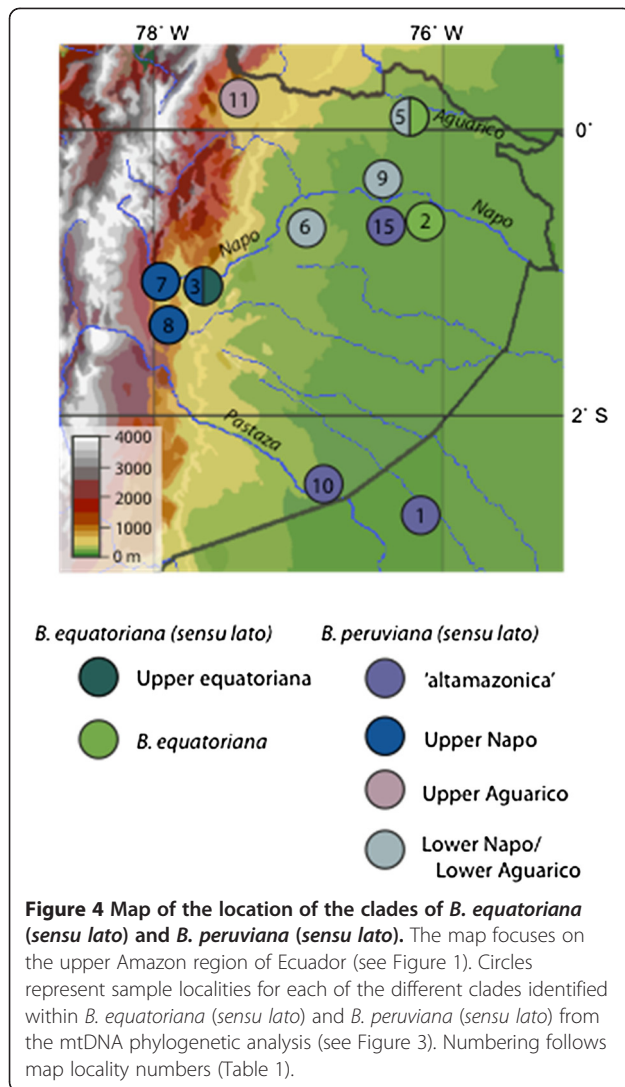 78° W 76° W
11
5 Aguarico 0°
9
Napo 6 15 2 Napo
7 3
8
2° S
Pastaza
10
1
4000
3000
2000
1000
0 m
B. equatoriana (sensu lato) B. peruviana (sensu lato)
Upper equatoriana 'altamazonica'
B. equatoriana Upper Napo
Upper Aguarico
Lower Napo/
Lower Aguarico
Figure 4 Map of the location of the clades of B. equatoriana
(sensu lato) and B. peruviana (sensu lato). The map focuses on
the upper Amazon region of Ecuador (see Figure 1). Circles
represent sample localities for each of the different clades identified
within B. equatoriana (sensu lato) and B. peruviana (sensu lato) from
the mtDNA phylogenetic analysis (see Figure 3). Numbering follows
map locality numbers (Table 1).